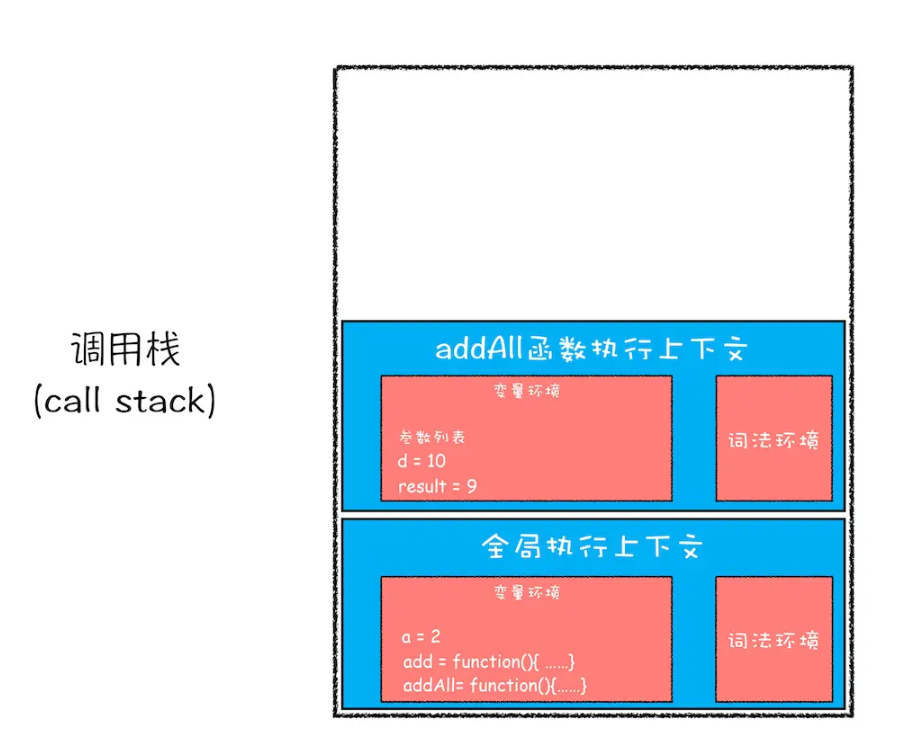 调用栈
(call stack)
addAll函数执行上下文
变量环境
参数列表
d = 10
result = 9
词法环境
全局执行上下文
变量环境
a = 2
add = function(){ ……}
addAll= function(){……}
词法环境